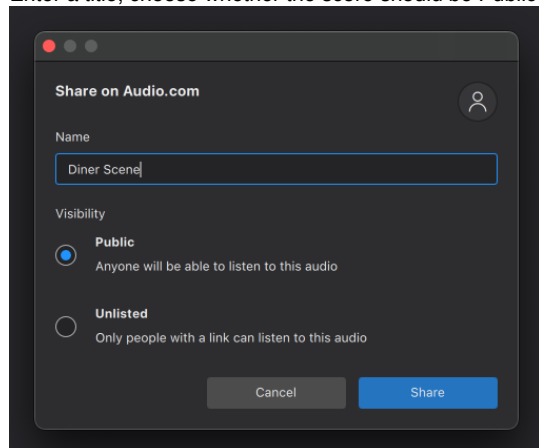 Enter a title, choose whether the score should be Public
Share on Audio.com
Name
Diner Scene
Visibility
Public
Anyone will be able to listen to this audio
Unlisted
Only people with a link can listen to this audio
Cancel
Share